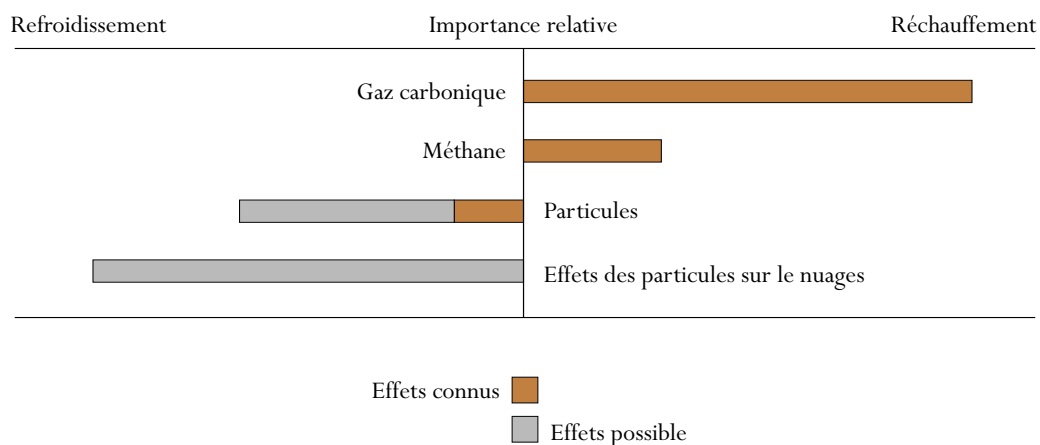 Refroidissement Importance relative Réchauffement
Gaz carbonique
Méthane
Particules
Effets des particules sur le nuages
Effets connus
Effets possible